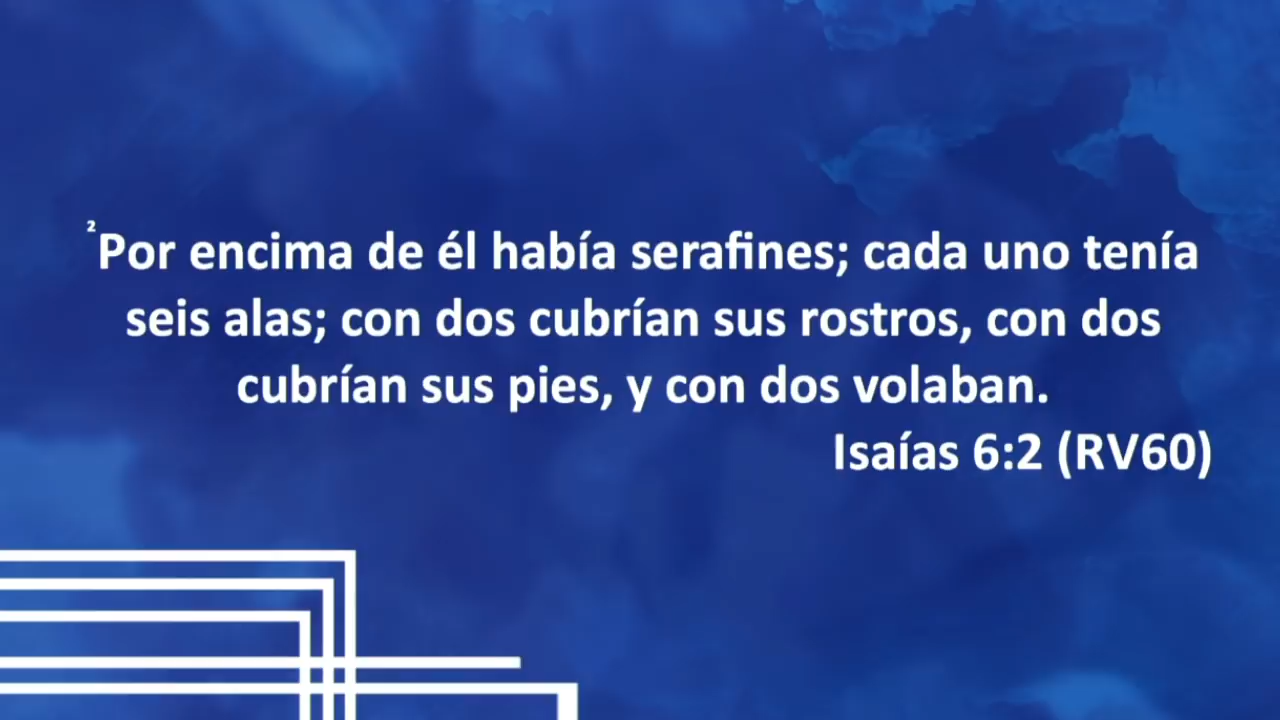 ²Por encima de él había serafines; cada uno tenía
seis alas; con dos cubrían sus rostros, con dos
cubrían sus pies, y con dos volaban.
Isaías 6:2 (RV60)